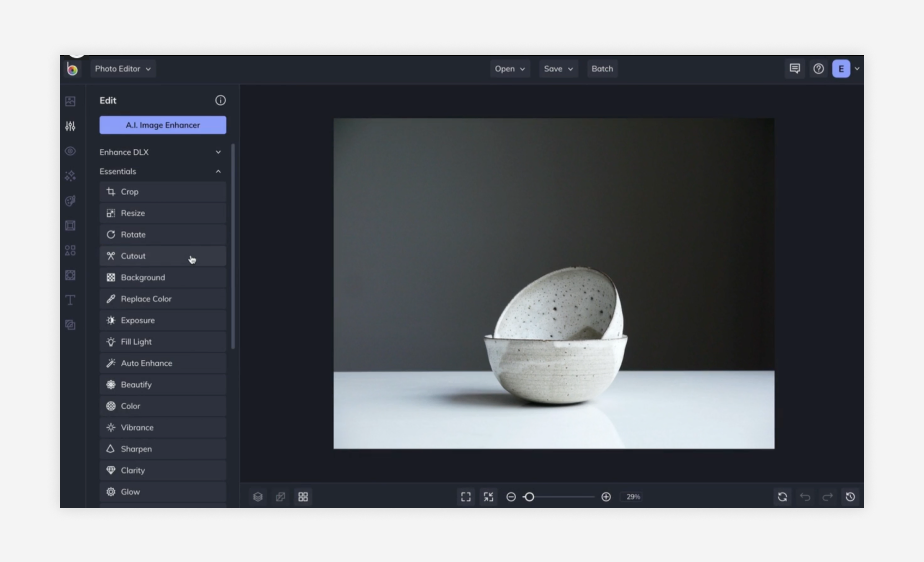 Photo Editor
Open
Save
Batch
E
Edit
A.I. Image Enhancer
Enhance DLX
Essentials
Crop
Resize
Rotate
Cutout
Background
Replace Color
Exposure
Fill Light
Auto Enhance
Beautify
Color
Vibrance
Sharpen
Clarity
Glow
29%